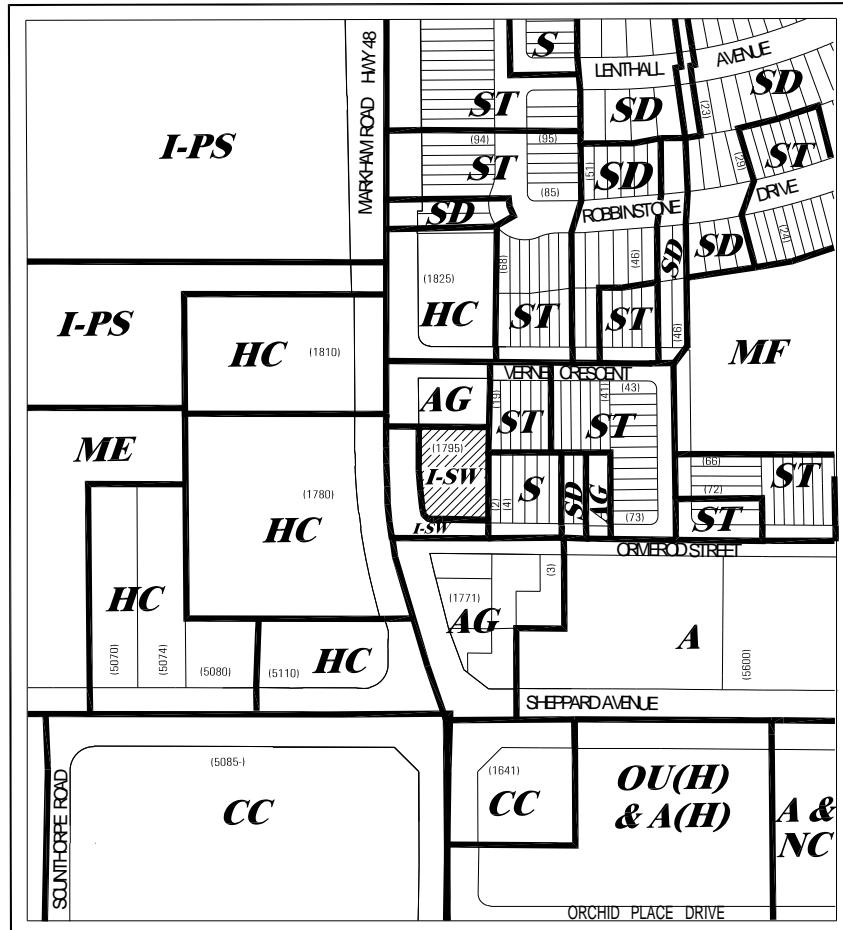 MARKHAM ROAD HWY 48
LENTHALL AVENUE
S
SD
SD
I-PS
ST
(23)
(94)
(95)
ST
(51)
SD
(29)
ST
(85)
DRIVE
ROBBINSTONE
SD
(24)
SD
SD
(68)
(46)
(1825)
I-PS
HC
ST
ST
(46)
HC
(1810)
MF
VERNE CRESCENT
AG
(19)
(41)
(43)
ST
ST
ME
(1795)
I-SW
(66)
ST
(1780)
S
SD
AG
(72)
(2)
(4)
(73)
ST
HC
I-SW
ORMEROD STREET
(3)
HC
(1771)
AG
A
(5070)
(5074)
(5080)
(5110)
HC
(5600)
SHEPPARD AVENUE
(5085-)
(1641)
OU(H)
& A(H)
CC
CC
A &
NC
SCUNTHORPE ROAD
ORCHID PLACE DRIVE